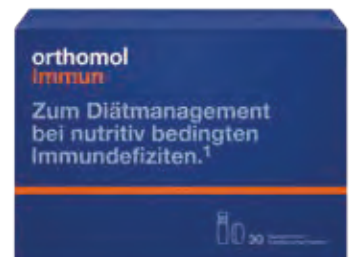 orthomol
Immun
Zum Diätmanagement
bei nutritiv bedingten
Immundefiziten.¹
30